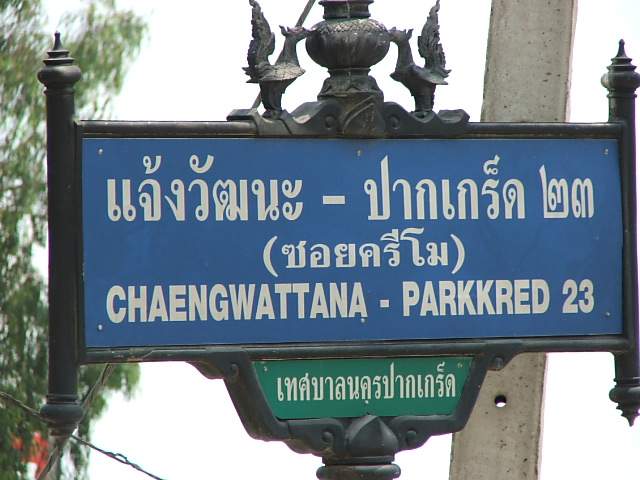 แจ้งวัฒนะ - ปากเกร็ด ๒๓
(ซอยครีโม)
CHAENGWATTANA - PARKKRED 23
เทศบาลนครปากเกร็ด